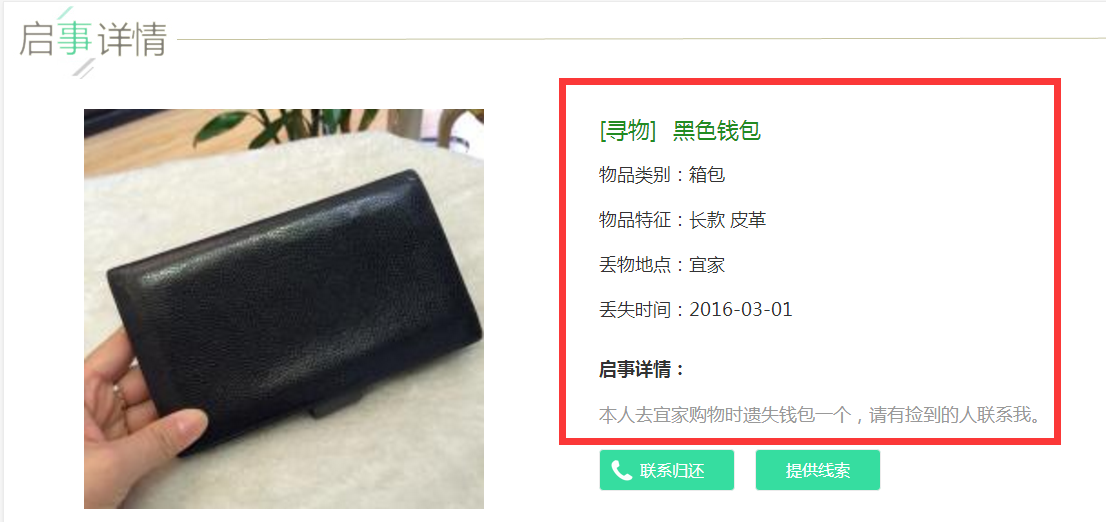 启事详情
[寻物] 黑色钱包
物品类别：箱包
物品特征：长款 皮革
丢物地点：宜家
丢失时间：2016-03-01
启事详情：
本人去宜家购物时遗失钱包一个，请有捡到的人联系我。
联系归还
提供线索